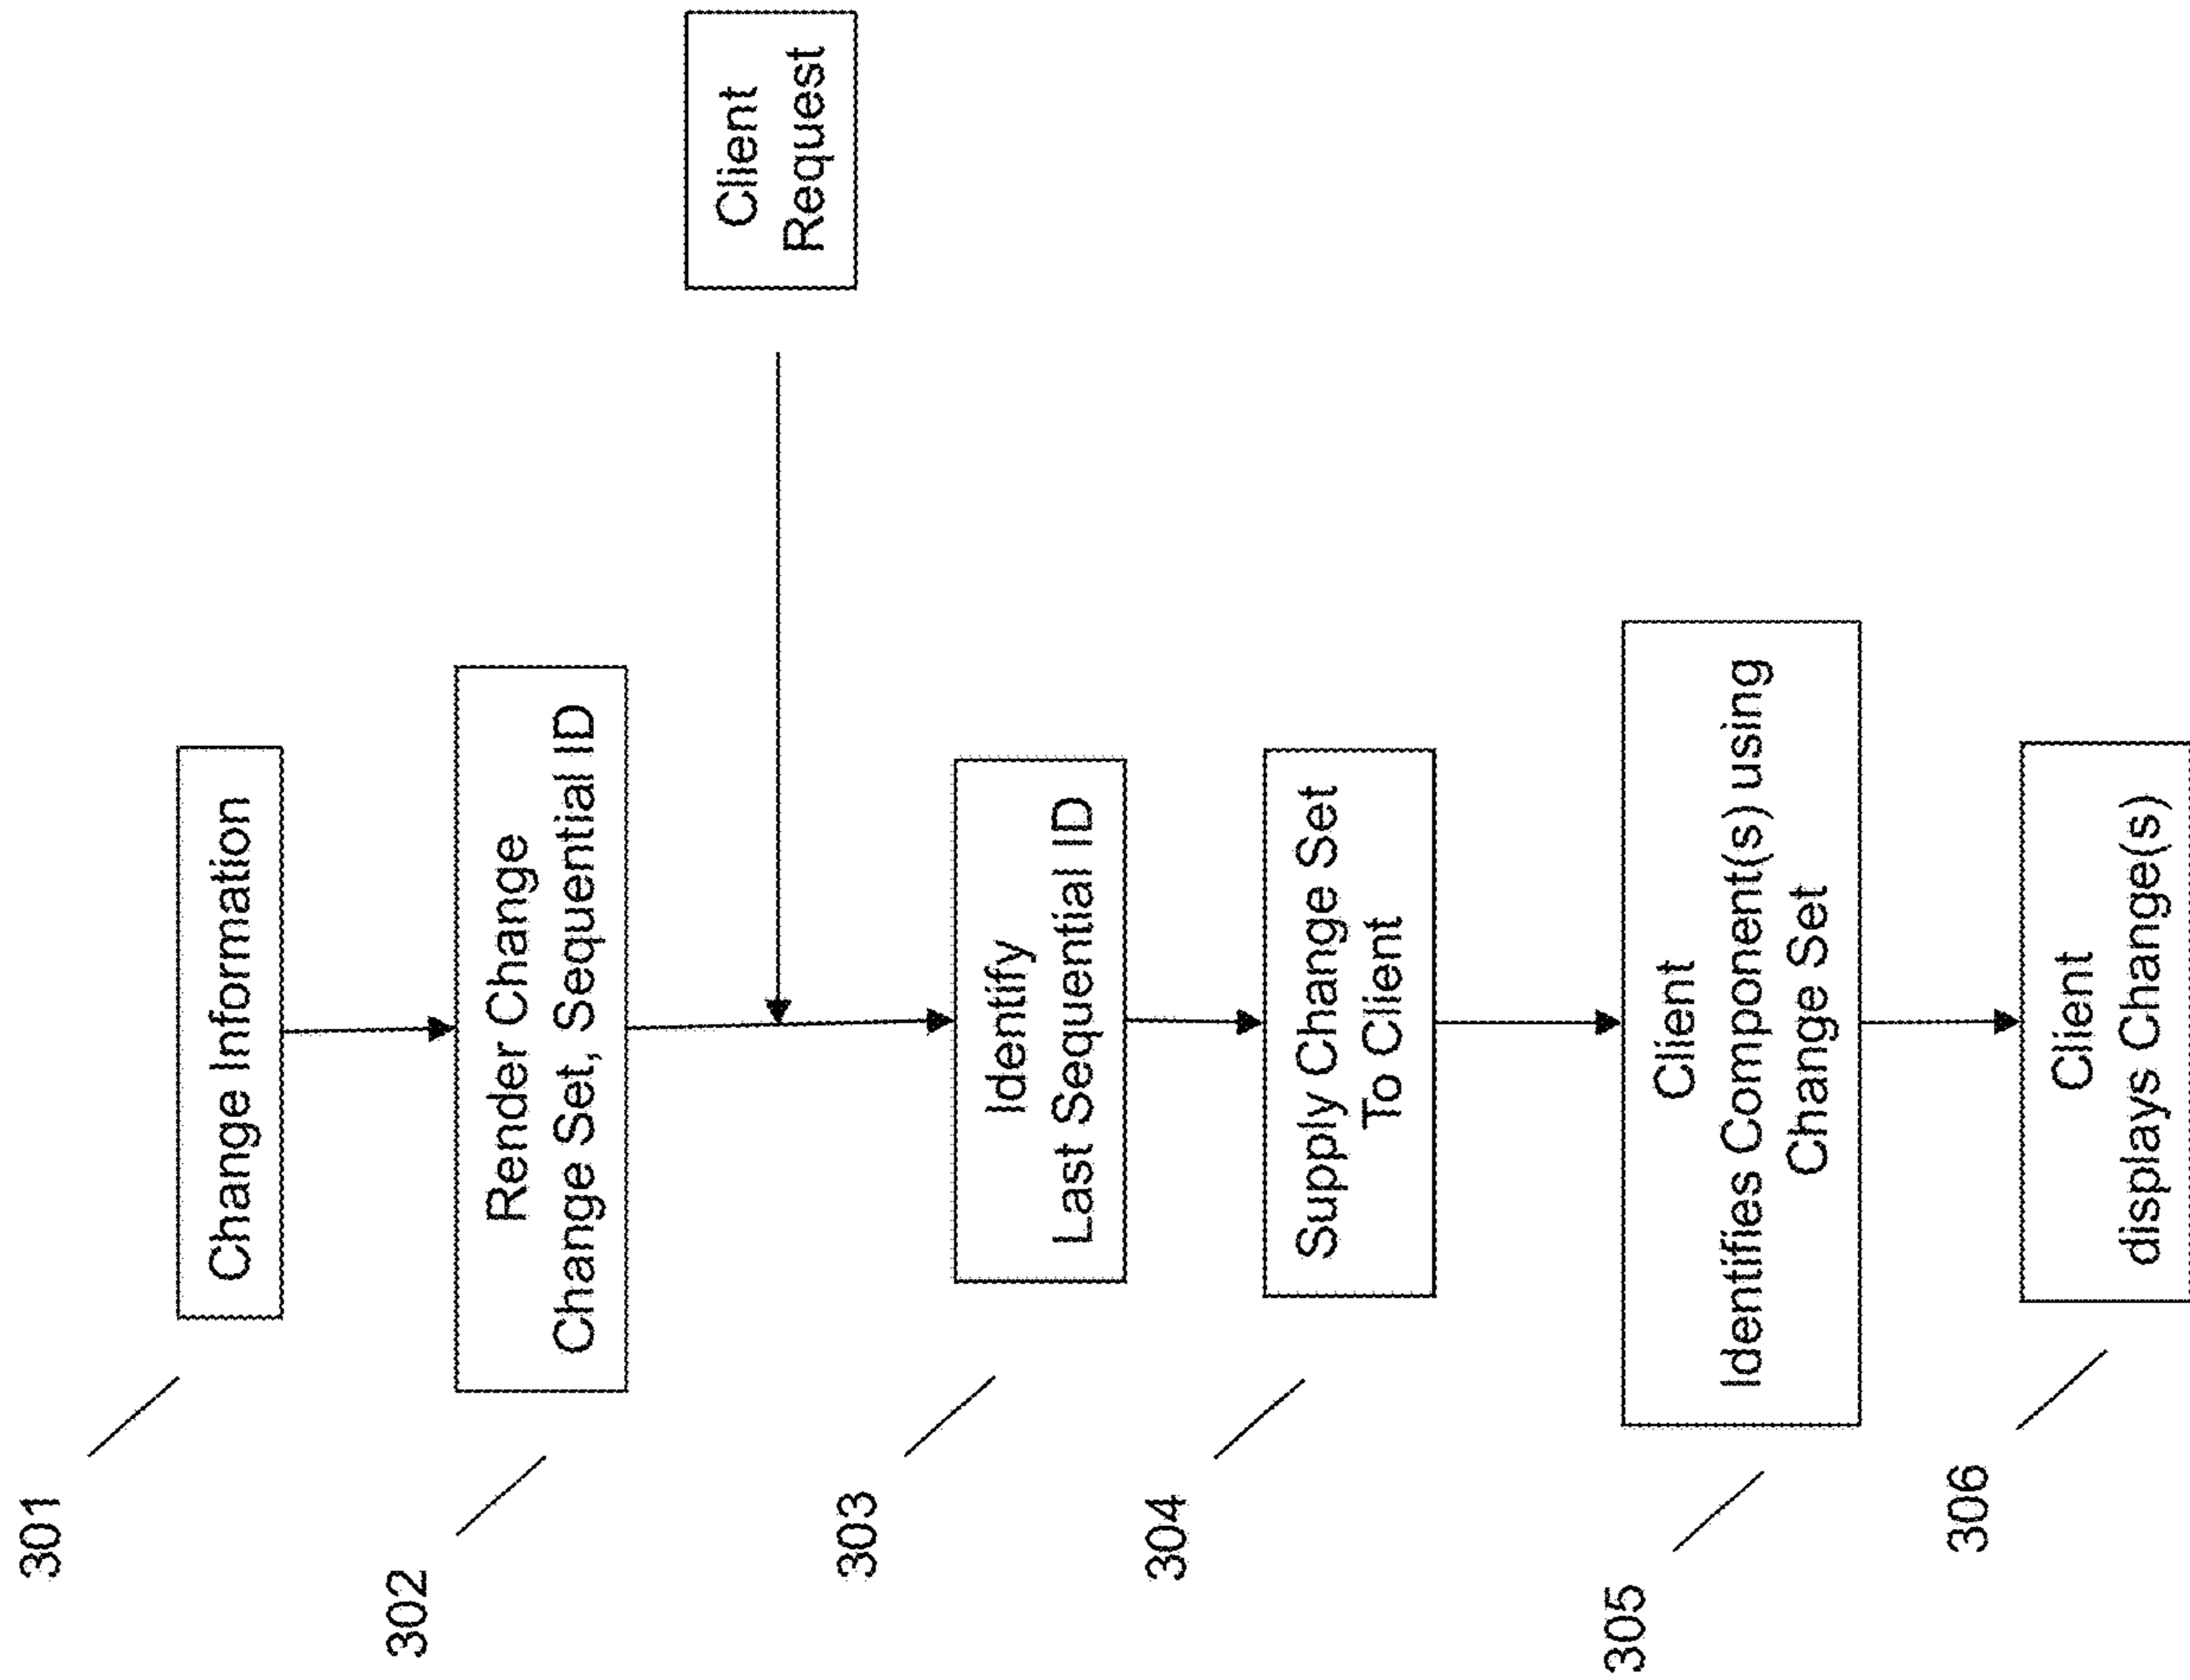 301
Change Information
302
Render Change
Change Set, Sequential ID
Client
Request
303
Identify
Last Sequential ID
304
Supply Change Set
To Client
305
Client
Identifies Component(s) using
Change Set
306
Client
displays Change(s)